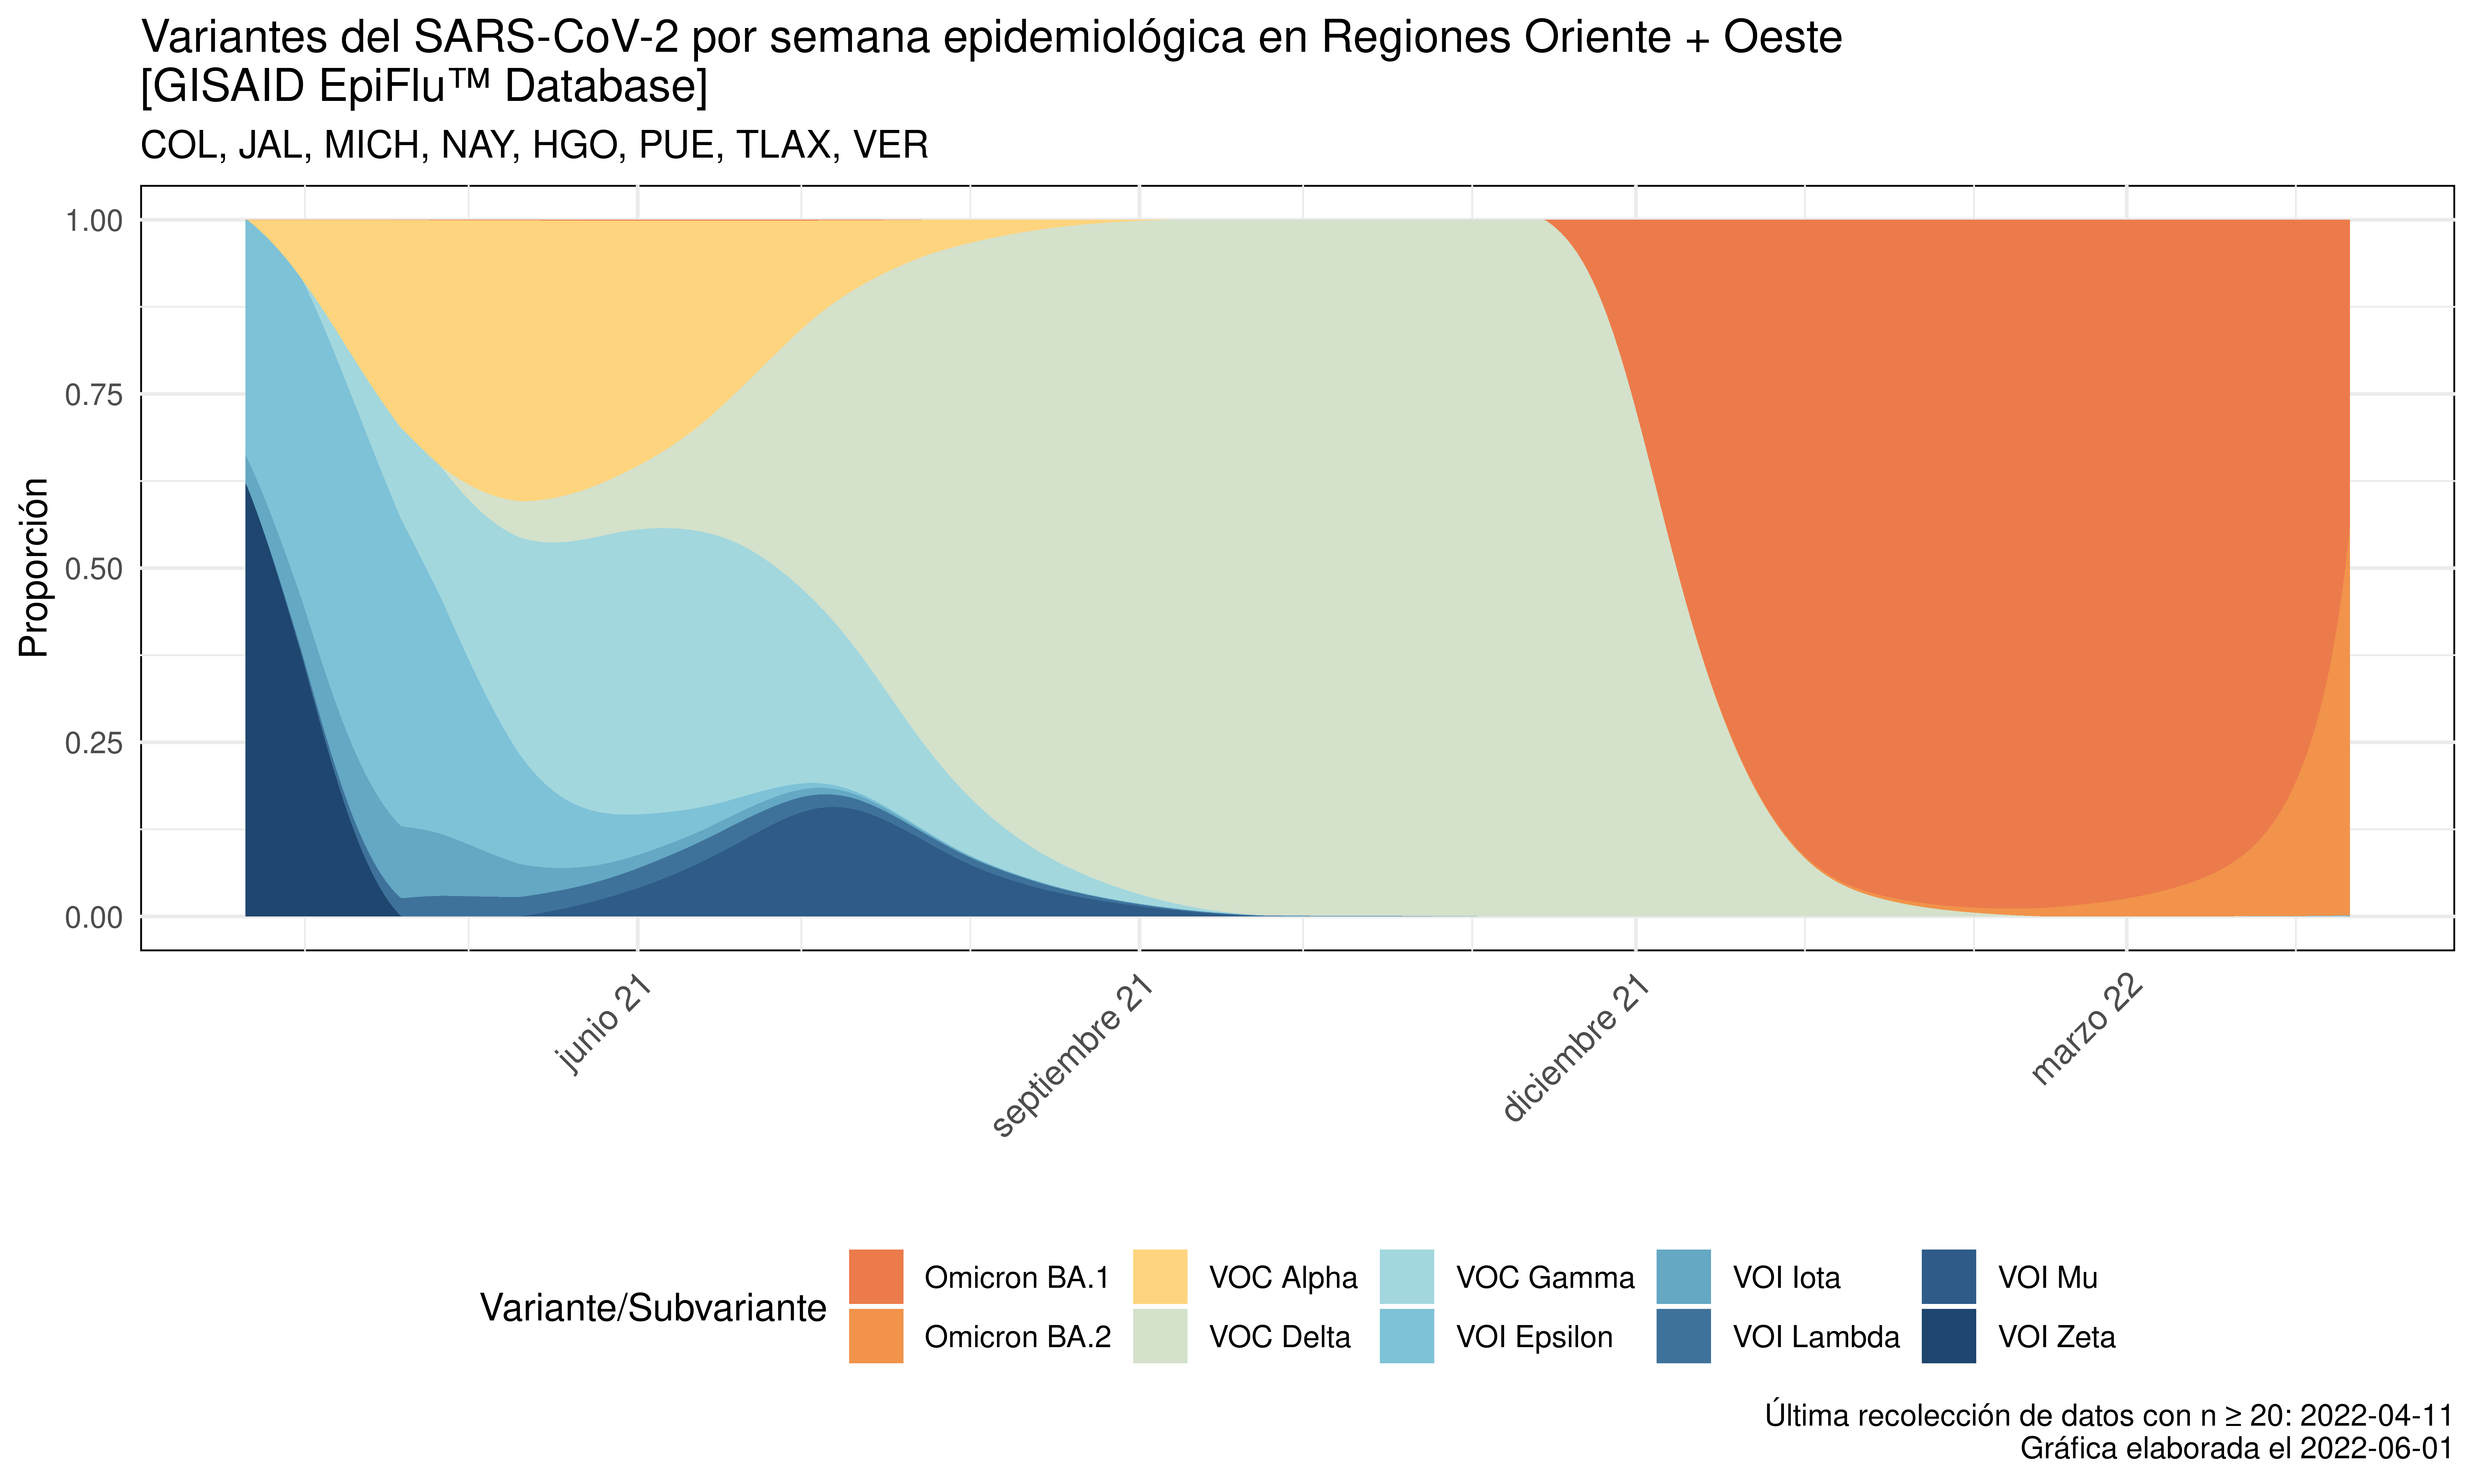 Variantes del SARS-CoV-2 por semana epidemiológica en Regiones Oriente + Oeste
[GISAID EpiFlu™ Database]
COL, JAL, MICH, NAY, HGO, PUE, TLAX, VER
Proporción
1.00
0.75
0.50
0.25
0.00
junio 21
septiembre 21
diciembre 21
marzo 22
Variante/Subvariante
Omicron BA.1
VOC Alpha
VOC Gamma
VOI Iota
VOI Mu
Omicron BA.2
VOC Delta
VOI Epsilon
VOI Lambda
VOI Zeta
Última recolección de datos con n ≥ 20: 2022-04-11
Gráfica elaborada el 2022-06-01